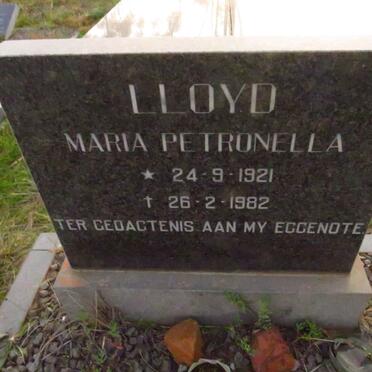 LLOYD
MARIA PETRONELLA
★ 24-9-1921
† 26-2-1982
TER GEDACTENIS AAN MY EGGENOTE